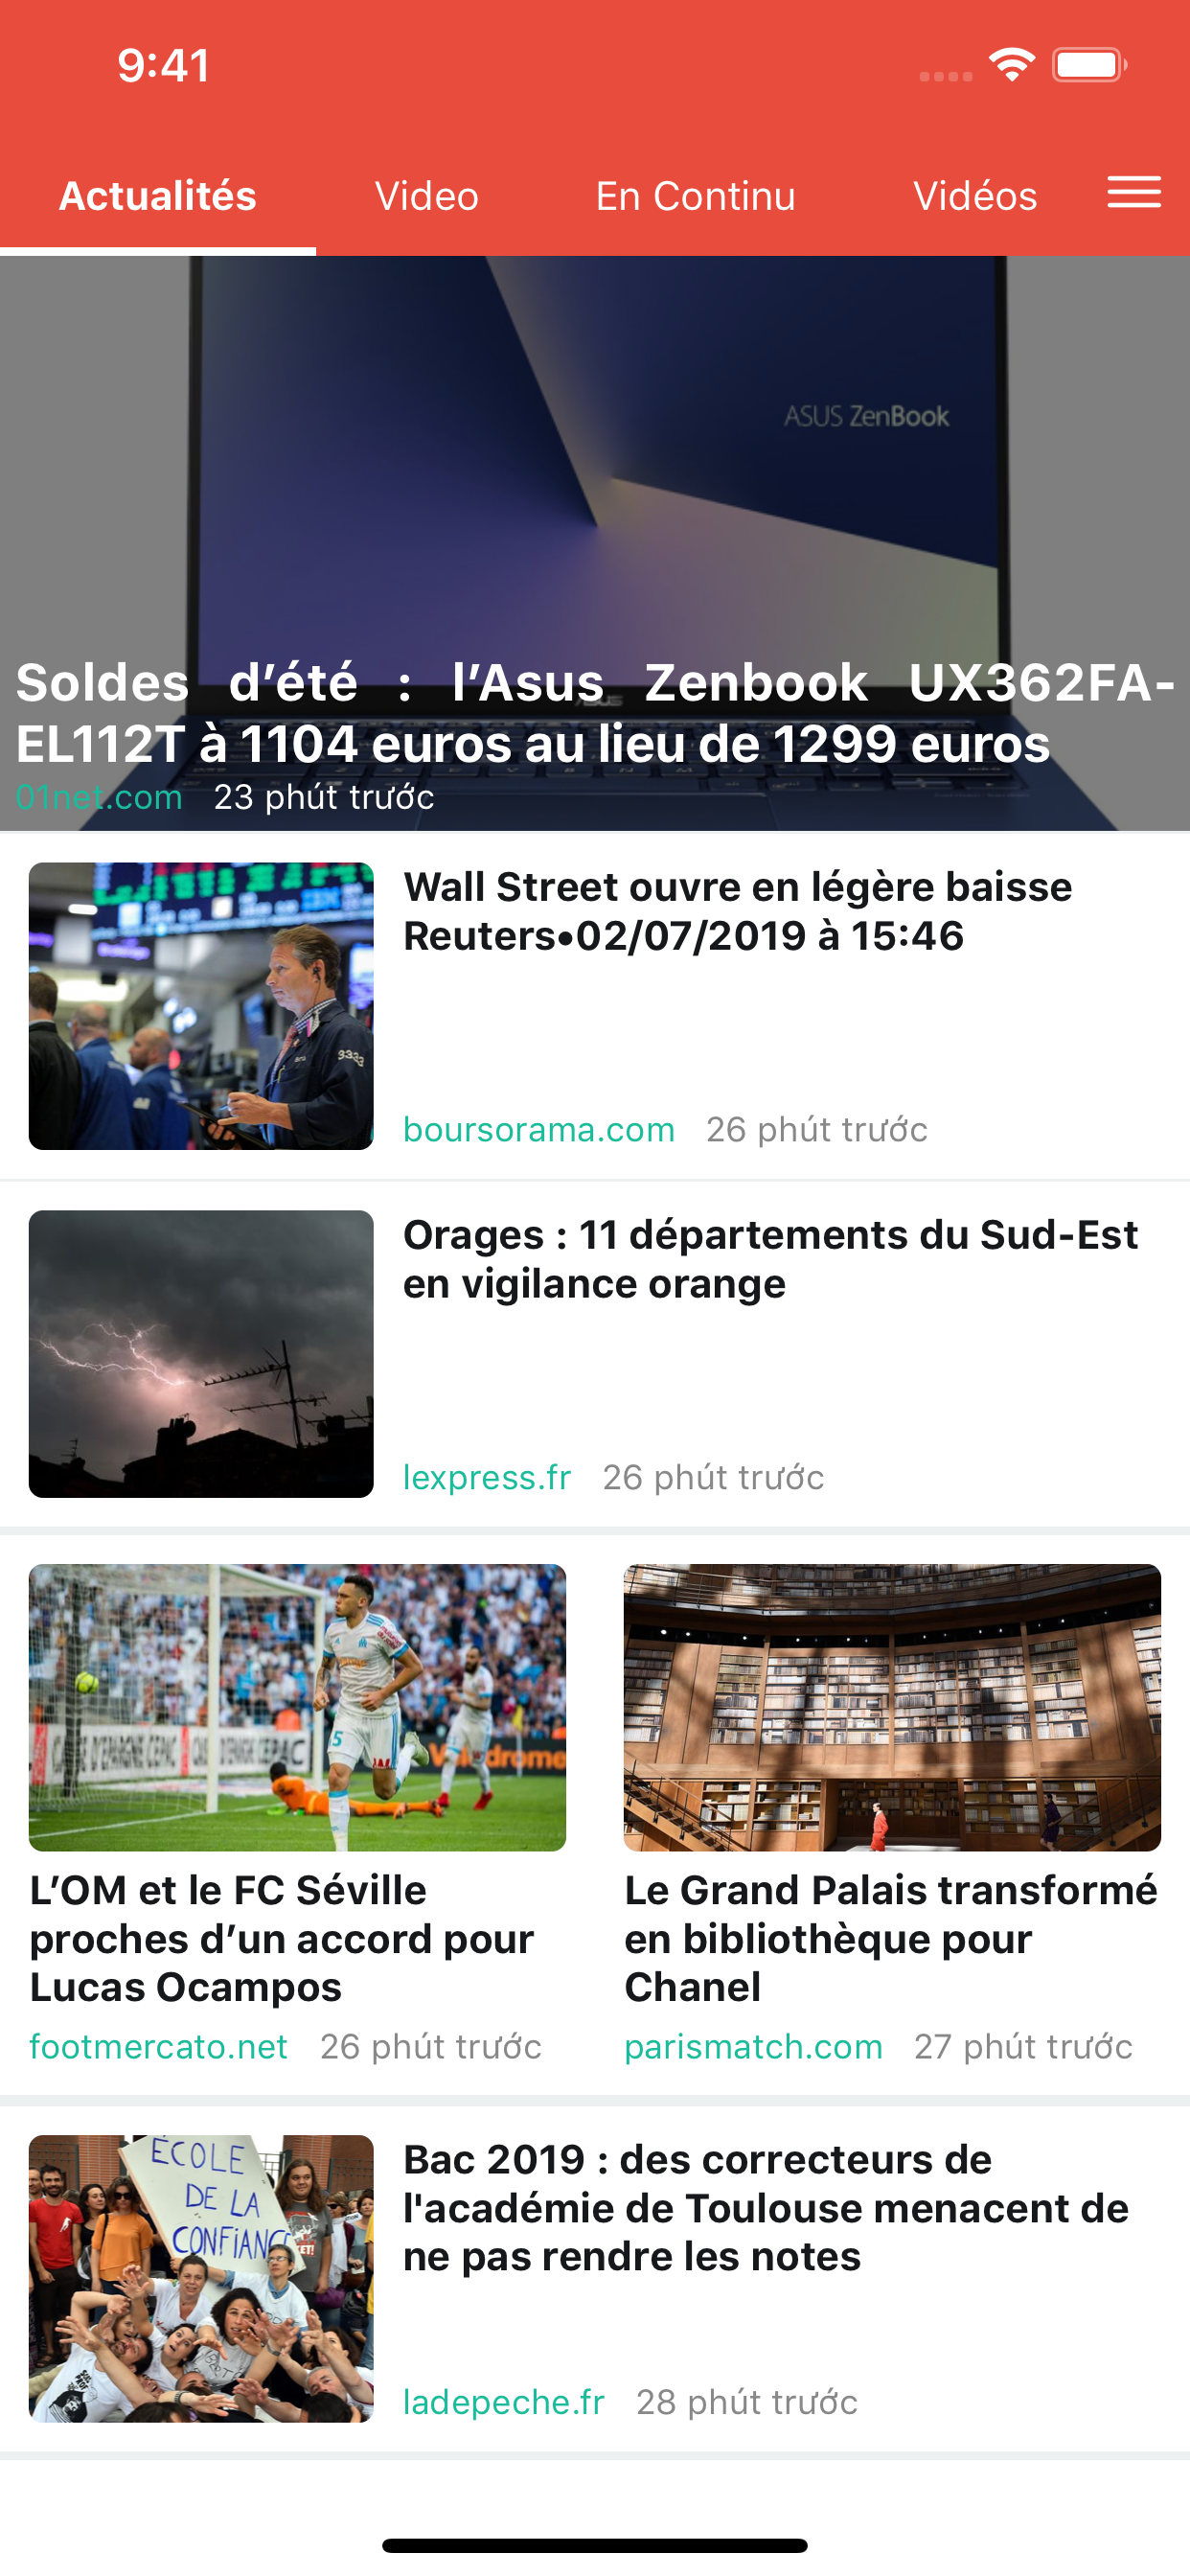 9:41
Actualités Video En Continu Vidéos
ASUS ZenBook
Soldes d’été : l’Asus Zenbook UX362FA-
EL112T à 1104 euros au lieu de 1299 euros
01net.com 23 phút trước
Wall Street ouvre en légère baisse
Reuters•02/07/2019 à 15:46
boursorama.com 26 phút trước
Orages : 11 départements du Sud-Est
en vigilance orange
lexpress.fr 26 phút trước
L’OM et le FC Séville
proches d’un accord pour
Lucas Ocampos
footmercato.net 26 phút trước
Le Grand Palais transformé
en bibliothèque pour
Chanel
parismatch.com 27 phút trước
ÉCOLE
DE LA
Bac 2019 : des correcteurs de
l'académie de Toulouse menacent de
ne pas rendre les notes
ladepeche.fr 28 phút trước